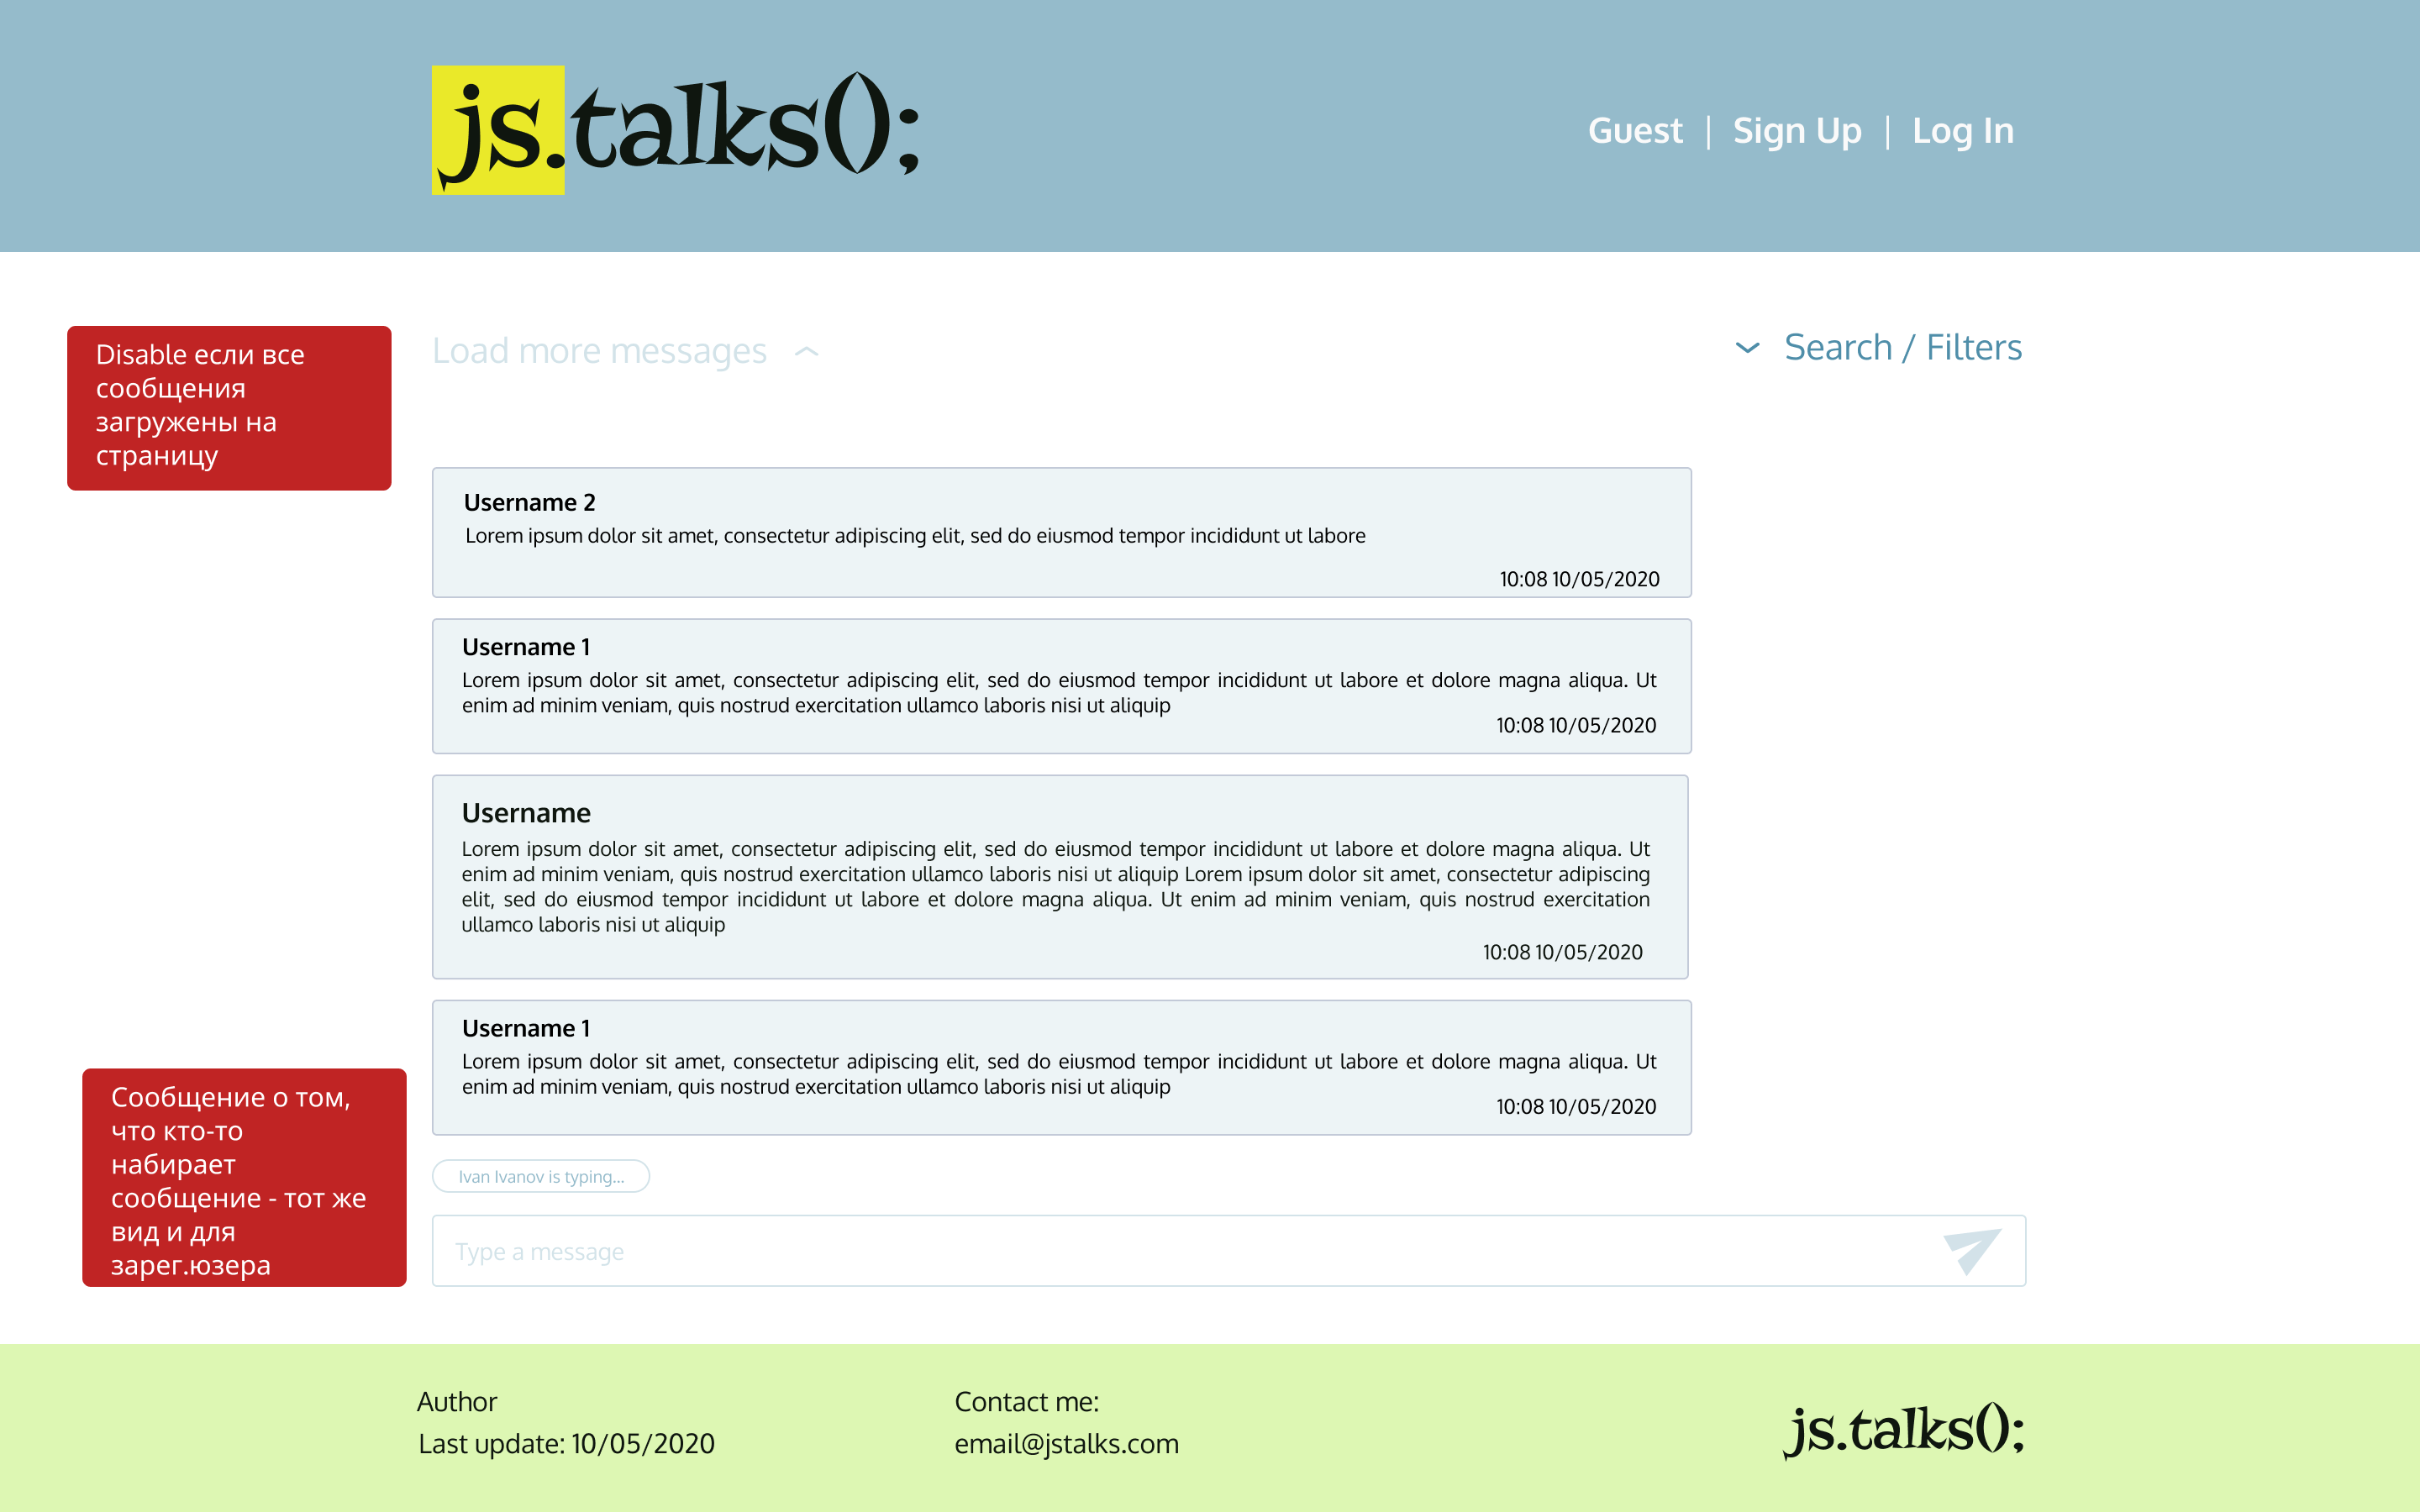 js.talks();
Guest | Sign Up | Log In
Disable если все
сообщения
загружены на
страницу
Load more messages
Search / Filters
Username 2
Lorem ipsum dolor sit amet, consectetur adipiscing elit, sed do eiusmod tempor incididunt ut labore
10:08 10/05/2020
Username 1
Lorem ipsum dolor sit amet, consectetur adipiscing elit, sed do eiusmod tempor incididunt ut labore et dolore magna aliqua. Ut
enim ad minim veniam, quis nostrud exercitation ullamco laboris nisi ut aliquip
10:08 10/05/2020
Username
Lorem ipsum dolor sit amet, consectetur adipiscing elit, sed do eiusmod tempor incididunt ut labore et dolore magna aliqua. Ut
enim ad minim veniam, quis nostrud exercitation ullamco laboris nisi ut aliquip Lorem ipsum dolor sit amet, consectetur adipiscing
elit, sed do eiusmod tempor incididunt ut labore et dolore magna aliqua. Ut enim ad minim veniam, quis nostrud exercitation
ullamco laboris nisi ut aliquip
10:08 10/05/2020
Username 1
Lorem ipsum dolor sit amet, consectetur adipiscing elit, sed do eiusmod tempor incididunt ut labore et dolore magna aliqua. Ut
enim ad minim veniam, quis nostrud exercitation ullamco laboris nisi ut aliquip
10:08 10/05/2020
Сообщение о том,
что кто-то
набирает
сообщение - тот же
вид и для
зарег.юзера
Ivan Ivanov is typing...
Type a message
Author
Last update: 10/05/2020
Contact me:
email@jstalks.com
js.talks();